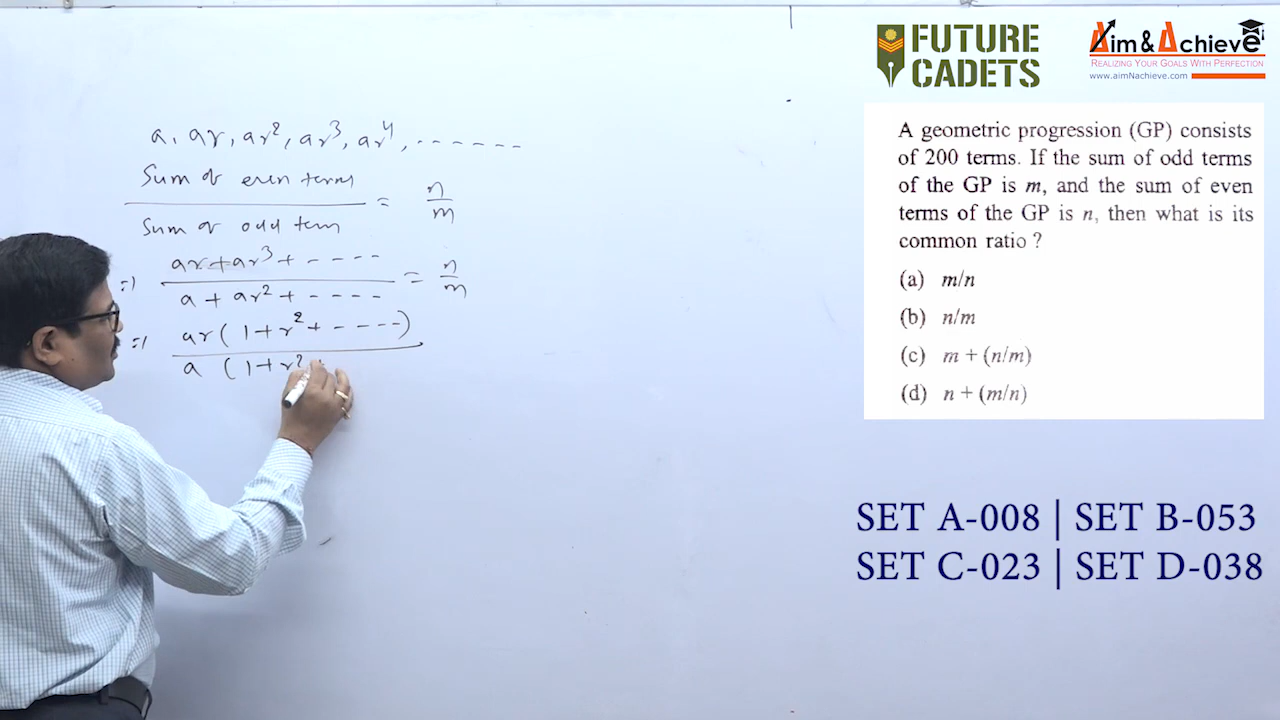 a, ar, ar², ar³, ar⁴, ------
Sum of even terms
Sum of odd term
= n/m
=> ar + ar³ + ----
a + ar² + ----
= n/m
=> ar ( 1 + r² + ---- )
a ( 1 + r²
FUTURE
CADETS
Aim & Achieve
REALIZING YOUR GOALS WITH PERFECTION
www.aimNachieve.com
A geometric progression (GP) consists
of 200 terms. If the sum of odd terms
of the GP is m, and the sum of even
terms of the GP is n, then what is its
common ratio ?
(a) m/n
(b) n/m
(c) m + (n/m)
(d) n + (m/n)
SET A-008 | SET B-053
SET C-023 | SET D-038